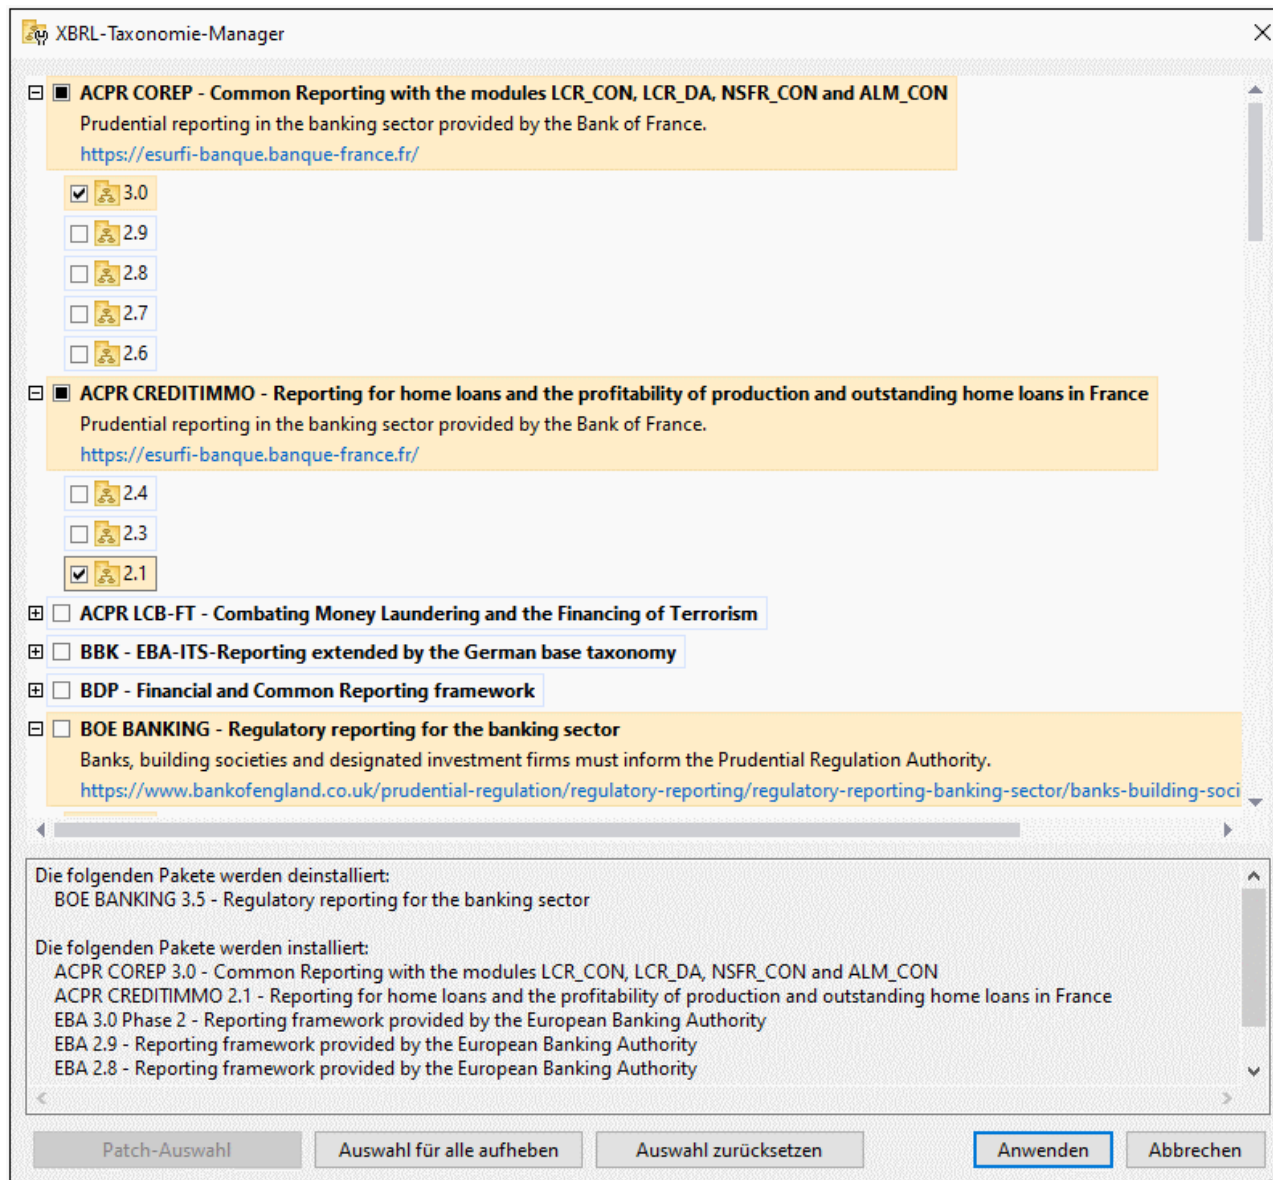 XBRL-Taxonomie-Manager
ACPR COREP - Common Reporting with the modules LCR_CON, LCR_DA, NSFR_CON and ALM_CON
Prudential reporting in the banking sector provided by the Bank of France.
https://esurfi-banque.banque-france.fr/
3.0
2.9
2.8
2.7
2.6
ACPR CREDITIMMO - Reporting for home loans and the profitability of production and outstanding home loans in France
Prudential reporting in the banking sector provided by the Bank of France.
https://esurfi-banque.banque-france.fr/
2.4
2.3
2.1
ACPR LCB-FT - Combating Money Laundering and the Financing of Terrorism
BBK - EBA-ITS-Reporting extended by the German base taxonomy
BDP - Financial and Common Reporting framework
BOE BANKING - Regulatory reporting for the banking sector
Banks, building societies and designated investment firms must inform the Prudential Regulation Authority.
https://www.bankofengland.co.uk/prudential-regulation/regulatory-reporting/regulatory-reporting-banking-sector/banks-building-soci
Die folgenden Pakete werden deinstalliert:
BOE BANKING 3.5 - Regulatory reporting for the banking sector
Die folgenden Pakete werden installiert:
ACPR COREP 3.0 - Common Reporting with the modules LCR_CON, LCR_DA, NSFR_CON and ALM_CON
ACPR CREDITIMMO 2.1 - Reporting for home loans and the profitability of production and outstanding home loans in France
EBA 3.0 Phase 2 - Reporting framework provided by the European Banking Authority
EBA 2.9 - Reporting framework provided by the European Banking Authority
EBA 2.8 - Reporting framework provided by the European Banking Authority
Patch-Auswahl
Auswahl für alle aufheben
Auswahl zurücksetzen
Anwenden
Abbrechen